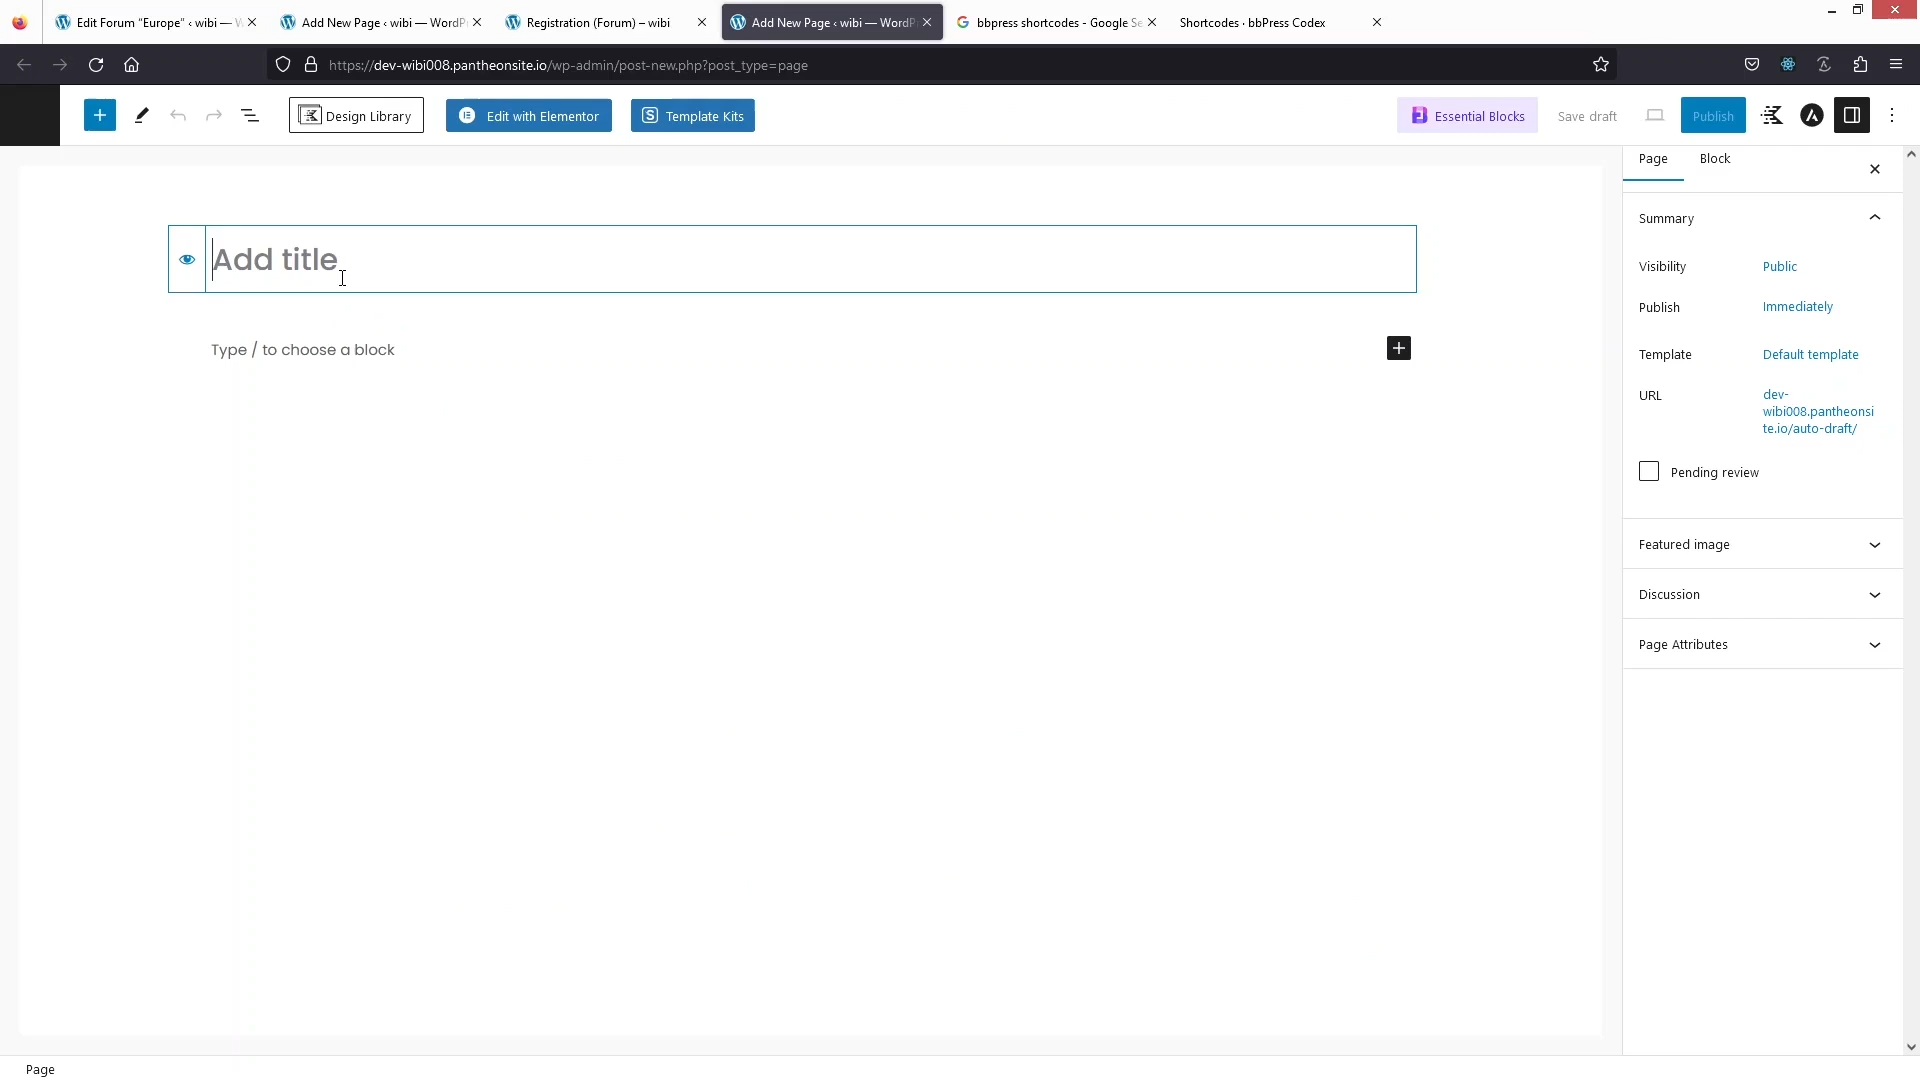 Edit Forum “Europe” ‹ wibi — W
Add New Page ‹ wibi — WordP
Registration (Forum) – wibi
Add New Page ‹ wibi — WordP
bbpress shortcodes - Google Se
Shortcodes · bbPress Codex
https://dev-wibi008.pantheonsite.io/wp-admin/post-new.php?post_type=page
Design Library
Edit with Elementor
Template Kits
Essential Blocks
Save draft
Publish
Page
Block
Summary
Visibility
Public
Publish
Immediately
Template
Default template
URL
dev-
wibi008.pantheonsi
te.io/auto-draft/
Pending review
Featured image
Discussion
Page Attributes
Add title
Type / to choose a block
Page